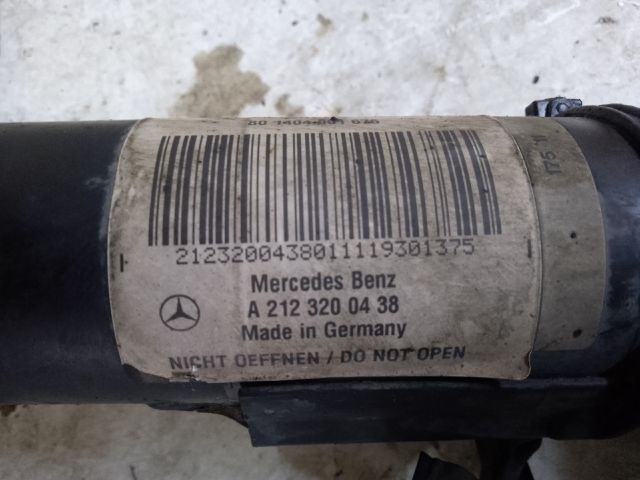 2123200438011119301375
Mercedes Benz
A 212 320 04 38
Made in Germany
NICHT OEFFNEN / DO NOT OPEN